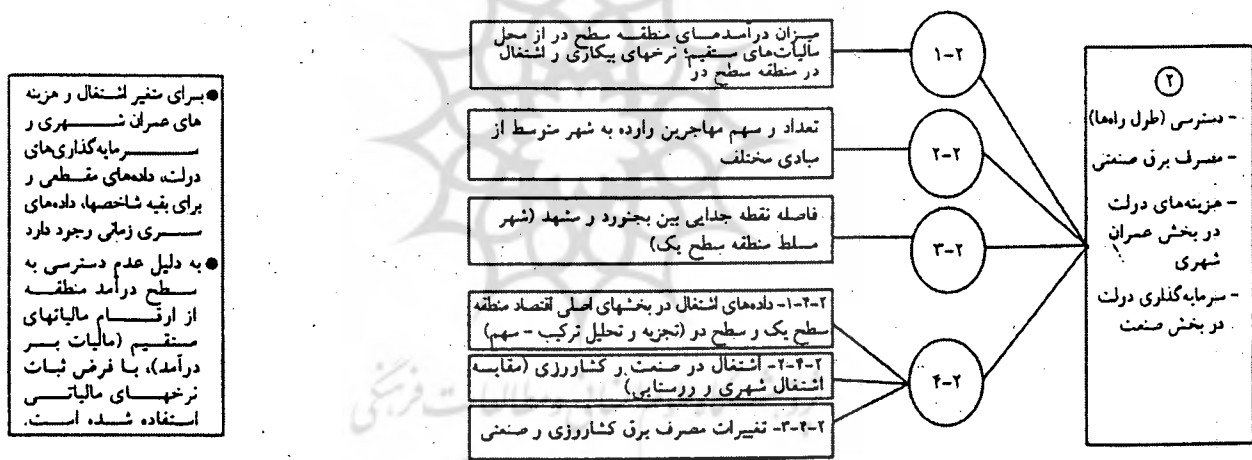 ②
- دسترسی (طول راهها)
- مصرف برق صنعتی
- هزینه‌های دولت
در بخش عمران
شهری
- سرمایه‌گذاری دولت
در بخش صنعت
۱-۲
میزان درآمدهای منطقه سطح دو از محل
مالیات‌های مستقیم؛ نرخهای بیکاری و اشتغال
در منطقه سطح دو
۲-۲
تعداد و سهم مهاجرین وارده به شهر متوسط از
مبادی مختلف
۳-۲
فاصله نقطه جدایی بین بجنورد و مشهد (شهر
مسلط منطقه سطح یک)
۴-۲
۲-۴-۱- داده‌های اشتغال در بخشهای اصلی اقتصاد منطقه
سطح یک و سطح دو (تجزیه و تحلیل ترکیب - سهم)
۲-۴-۲- اشتغال در صنعت و کشاورزی (مقایسه
اشتغال شهری و روستایی)
۲-۴-۳- تغییرات مصرف برق کشاورزی و صنعتی
● برای متغیر اشتغال و هزینه
های عمران شهری و
سرمایه‌گذاری‌های
دولت، داده‌های مقطعی و
برای بقیه شاخصها، داده‌های
سری زمانی وجود دارد
● به دلیل عدم دسترسی به
سطح درآمد منطقه
از ارقام مالیاتهای
مستقیم (مالیات بر
درآمد)، با فرض ثبات
نرخهای مالیاتی
استفاده شده است.